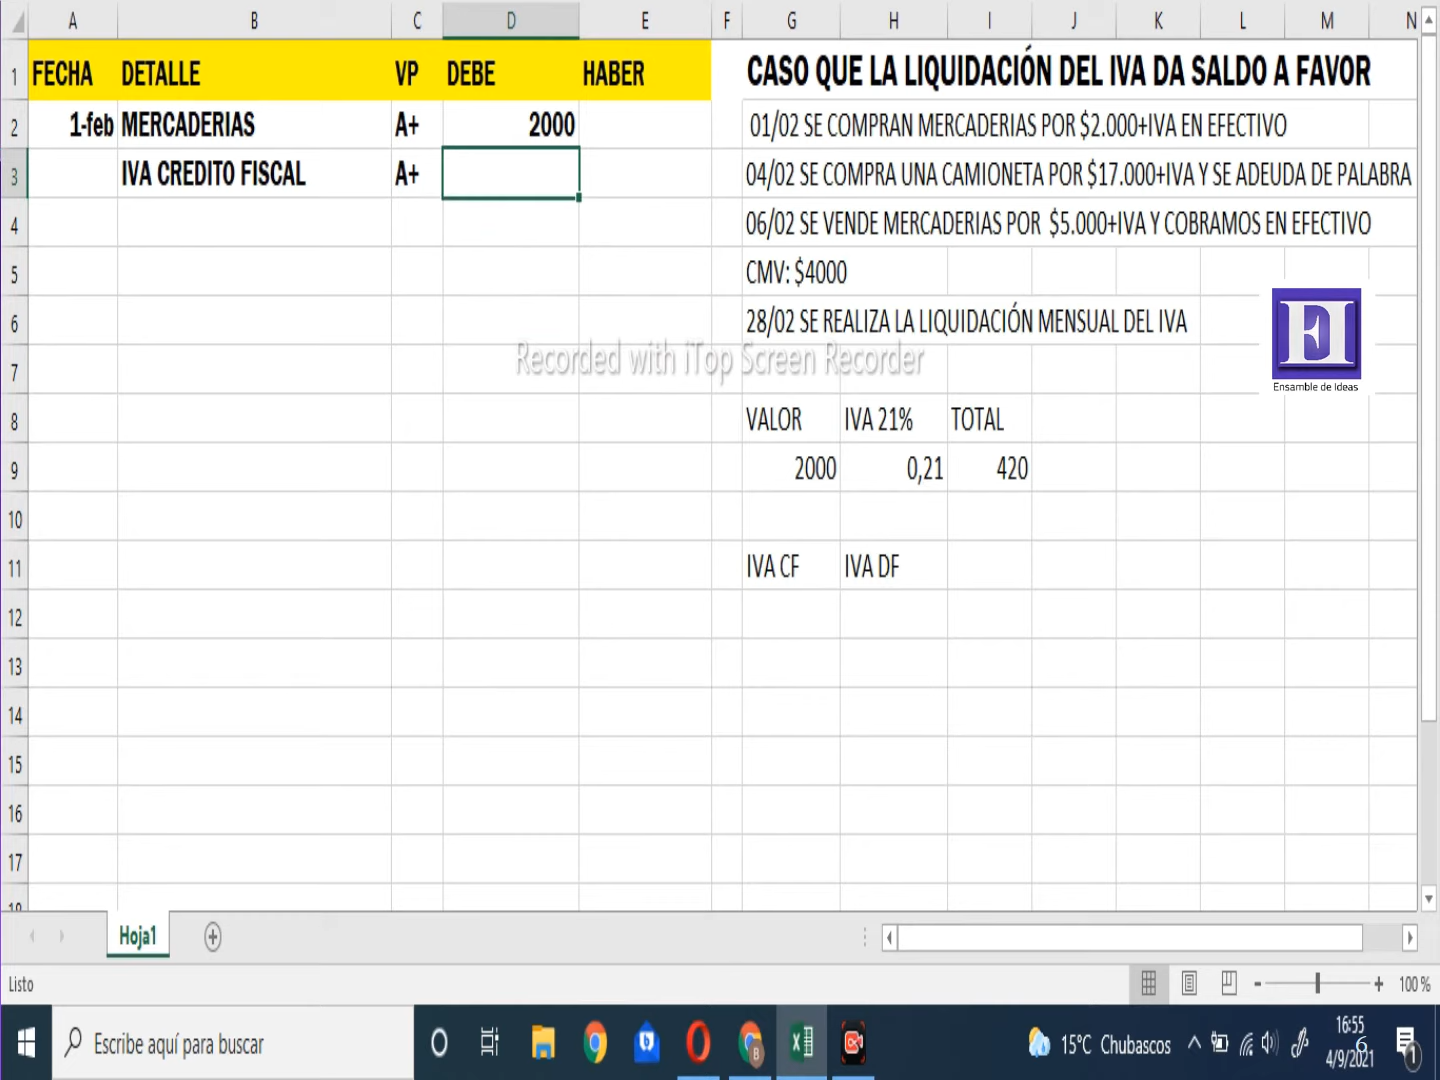 A B C D E F G H I J K L M N
1 FECHA DETALLE VP DEBE HABER CASO QUE LA LIQUIDACIÓN DEL IVA DA SALDO A FAVOR
2 1-feb MERCADERIAS A+ 2000 01/02 SE COMPRAN MERCADERIAS POR $2.000+IVA EN EFECTIVO
3 IVA CREDITO FISCAL A+ 04/02 SE COMPRA UNA CAMIONETA POR $17.000+IVA Y SE ADEUDA DE PALABRA
4 06/02 SE VENDE MERCADERIAS POR $5.000+IVA Y COBRAMOS EN EFECTIVO
5 CMV: $4000
6 28/02 SE REALIZA LA LIQUIDACIÓN MENSUAL DEL IVA
EI
Ensamble de Ideas
Recorded with iTop Screen Recorder
7
8 VALOR IVA 21% TOTAL
9 2000 0,21 420
10
11 IVA CF IVA DF
12
13
14
15
16
17
18
Hoja1
Listo 100 %
Escribe aquí para buscar 15°C Chubascos 16:55
4/9/2021
6
1